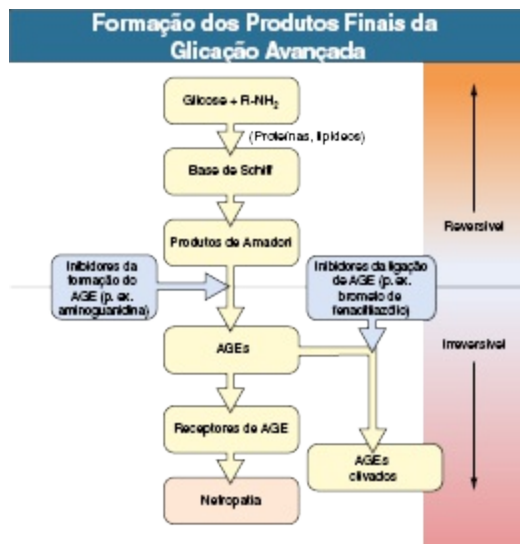 Formação dos Produtos Finais da
Glicação Avançada
Glicose + R-NH₂
(Proteínas, lipídeos)
Base de Schiff
Produtos de Amadori
Reversível
Inibidores da
formação do
AGE (p. ex.
aminoguanidina)
Inibidores da ligação
de AGE (p. ex.
brometo de
fenaciltiazólio)
Irreversível
AGEs
Receptores de AGE
AGEs
clivados
Nefropatia